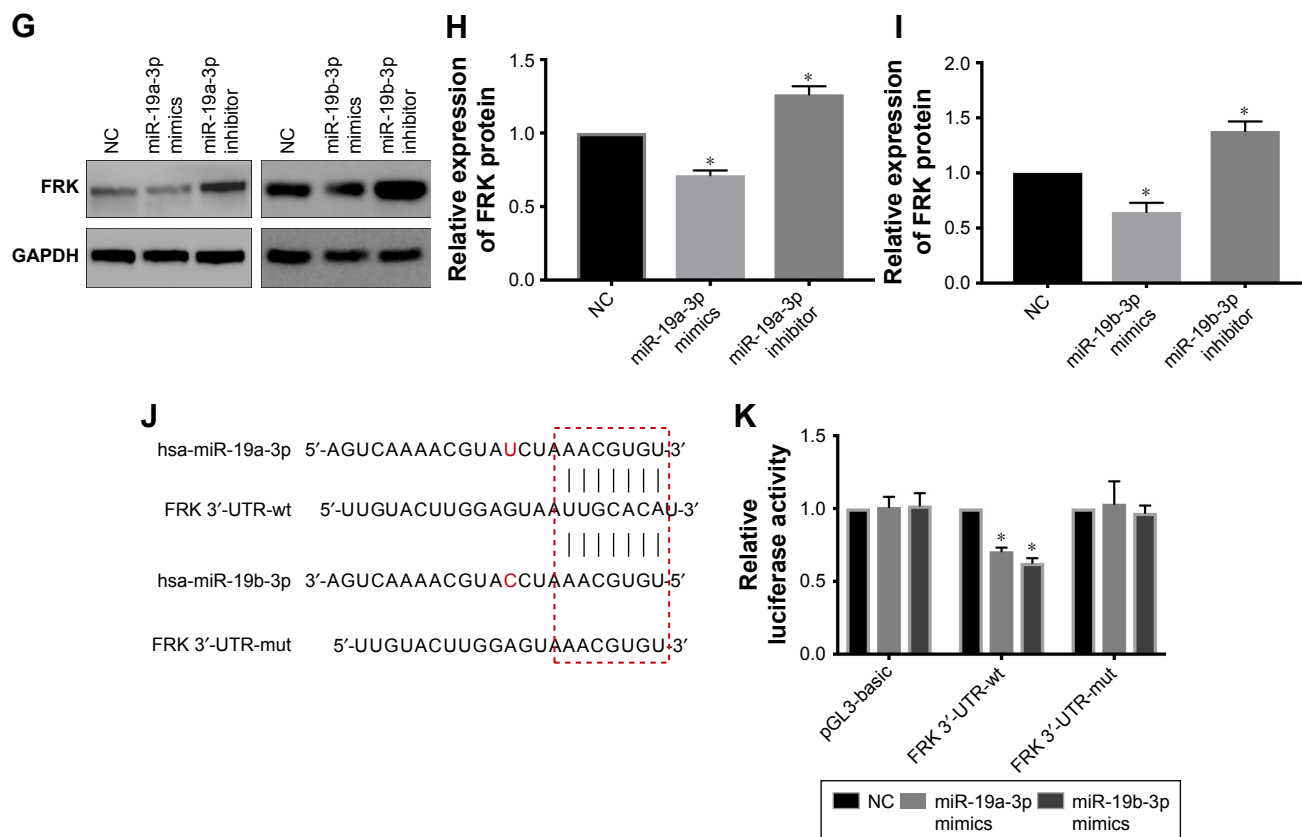 G
NC
miR-19a-3p
mimics
miR-19a-3p
inhibitor
NC
miR-19b-3p
mimics
miR-19b-3p
inhibitor
FRK
GAPDH
H
Relative expression
of FRK protein
1.5
1.0
0.5
0.0
*
*
NC
miR-19a-3p
mimics
miR-19a-3p
inhibitor
I
Relative expression
of FRK protein
2.0
1.5
1.0
0.5
0.0
*
*
NC
miR-19b-3p
mimics
miR-19b-3p
inhibitor
J
hsa-miR-19a-3p 5′-AGUCAAAACGUAUCUAAACGUGU-3′
FRK 3′-UTR-wt 5′-UUGUACUUGGAGUAAUUGCACAU-3′
hsa-miR-19b-3p 3′-AGUCAAAACGUACCUAAACGUGU-5′
FRK 3′-UTR-mut 5′-UUGUACUUGGAGUAAACGUGU-3′
K
Relative
luciferase activity
1.5
1.0
0.5
0.0
* *
pGL3-basic
FRK 3′-UTR-wt
FRK 3′-UTR-mut
NC
miR-19a-3p
mimics
miR-19b-3p
mimics